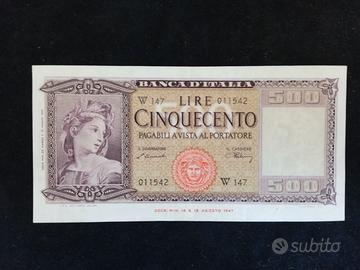 BANCA D'ITALIA
W 147
LIRE
011542
500
500
CINQUECENTO
PAGABILI A VISTA AL PORTATORE
IL GOVERNATORE
IL CASSIERE
011542
W 147
500
DECR. MIN. 14 E 15 AGOSTO 1947
subito